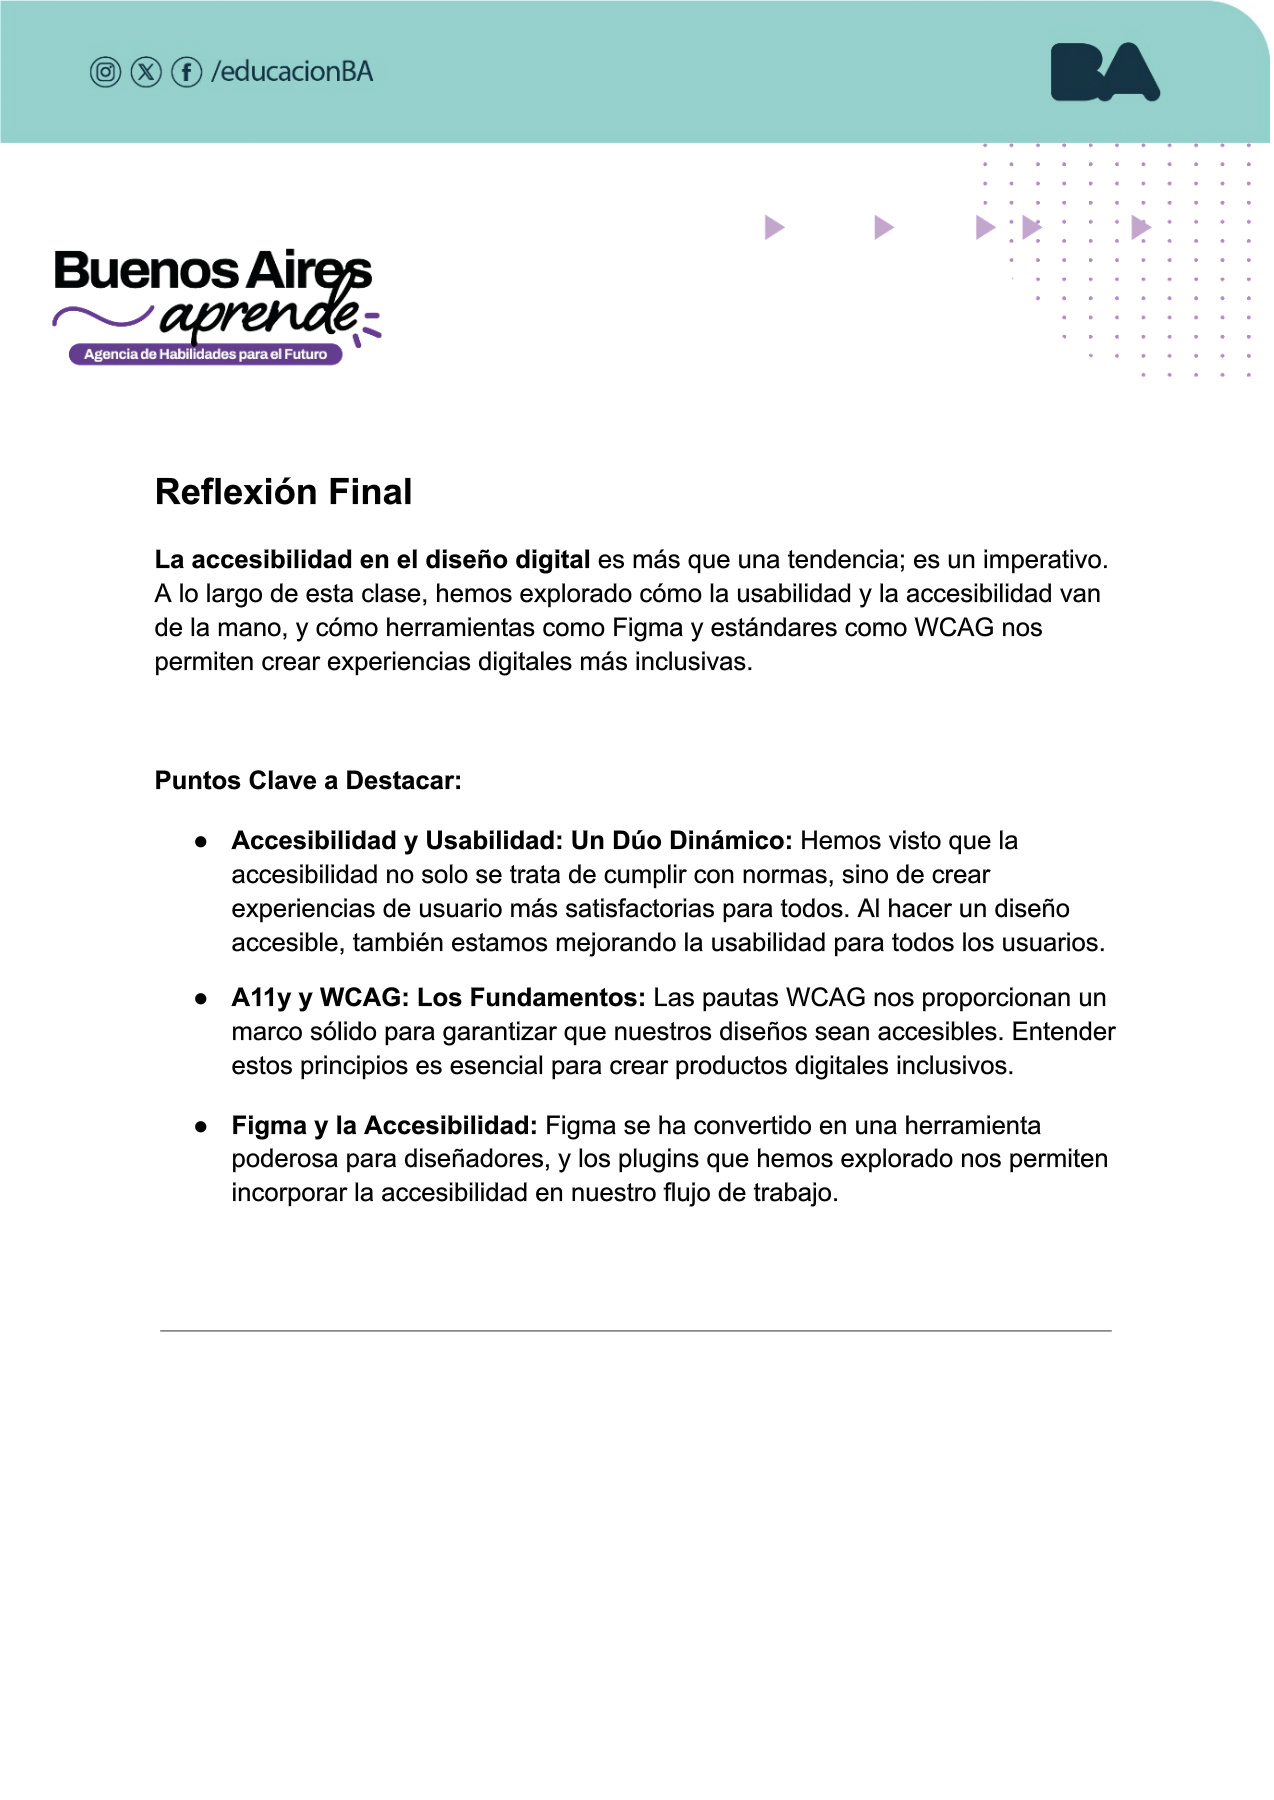 /educacionBA
BA
Buenos Aires
aprende
Agencia de Habilidades para el Futuro
Reflexión Final
La accesibilidad en el diseño digital es más que una tendencia; es un imperativo.
A lo largo de esta clase, hemos explorado cómo la usabilidad y la accesibilidad van
de la mano, y cómo herramientas como Figma y estándares como WCAG nos
permiten crear experiencias digitales más inclusivas.
Puntos Clave a Destacar:
● Accesibilidad y Usabilidad: Un Dúo Dinámico: Hemos visto que la
accesibilidad no solo se trata de cumplir con normas, sino de crear
experiencias de usuario más satisfactorias para todos. Al hacer un diseño
accesible, también estamos mejorando la usabilidad para todos los usuarios.
● A11y y WCAG: Los Fundamentos: Las pautas WCAG nos proporcionan un
marco sólido para garantizar que nuestros diseños sean accesibles. Entender
estos principios es esencial para crear productos digitales inclusivos.
● Figma y la Accesibilidad: Figma se ha convertido en una herramienta
poderosa para diseñadores, y los plugins que hemos explorado nos permiten
incorporar la accesibilidad en nuestro flujo de trabajo.